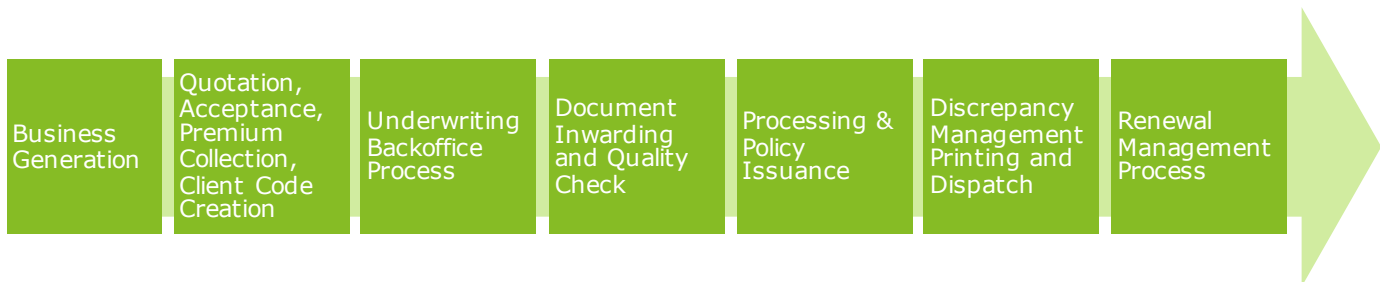 Business
Generation
Quotation,
Acceptance,
Premium
Collection,
Client Code
Creation
Underwriting
Backoffice
Process
Document
Inwarding
and Quality
Check
Processing &
Policy
Issuance
Discrepancy
Management
Printing and
Dispatch
Renewal
Management
Process